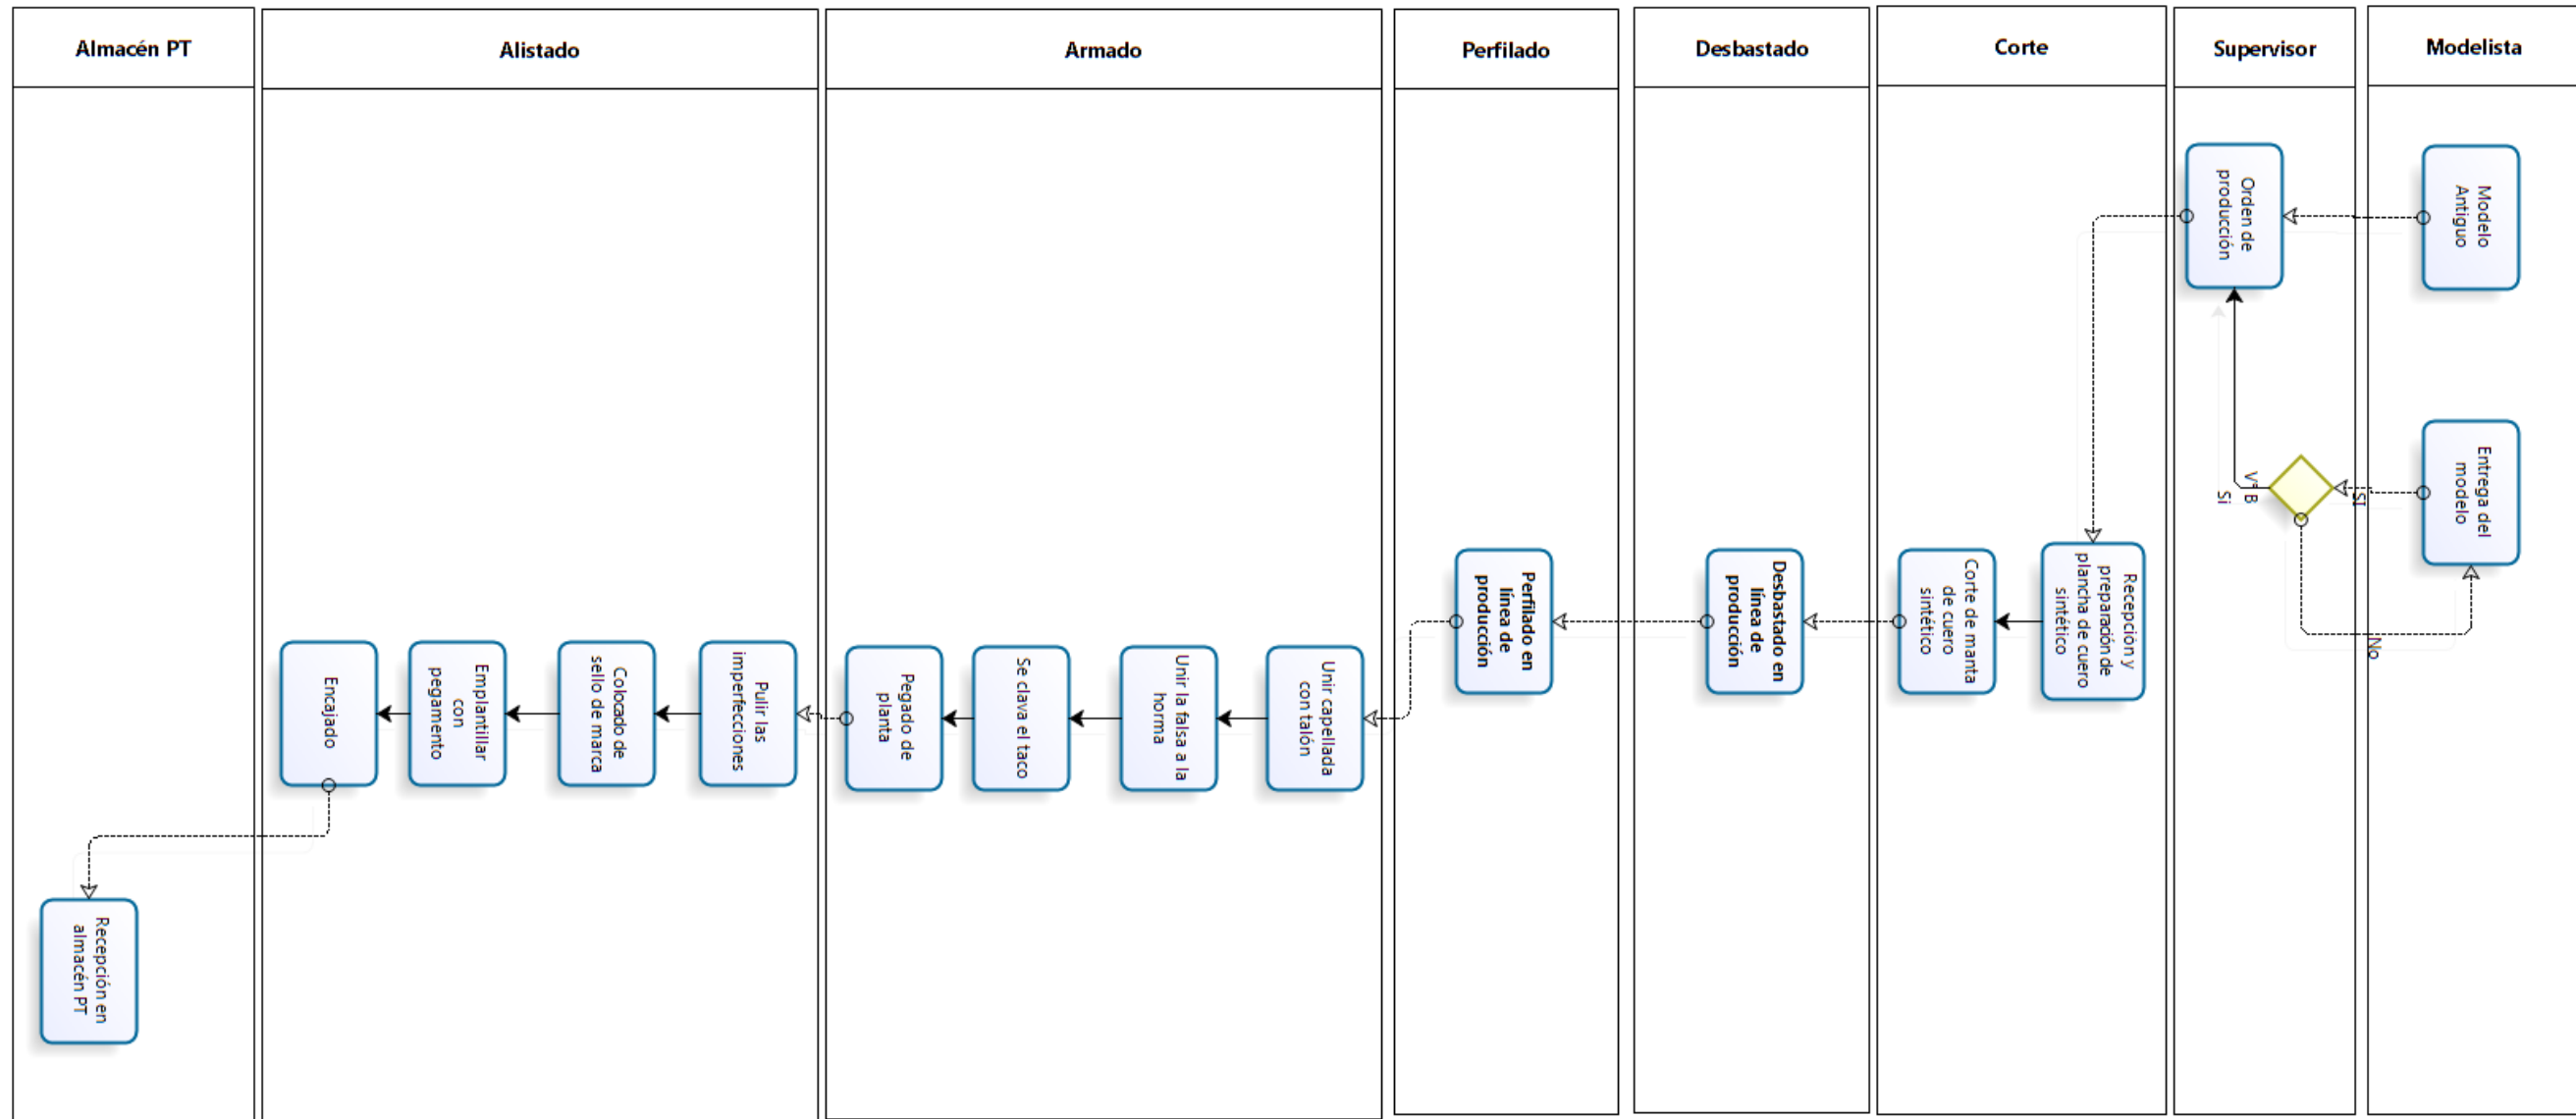 Almacén PT
Alistado
Armado
Perfilado
Desbastado
Corte
Supervisor
Modelista
Modelo
Antiguo
Entrega del
modelo
SI
No
V°B
Si
Orden de
producción
Recepción y
preparación de
plancha de cuero
sintético
Corte de manta
de cuero
sintético
Desbastado en
línea de
producción
Perfilado en
línea de
producción
Unir capellada
con talón
Unir la falsa a la
horma
Se clava el taco
Pegado de
planta
Pulir las
imperfecciones
Colocado de
sello de marca
Emplantillar
con
pegamento
Encajado
Recepción en
almacén PT